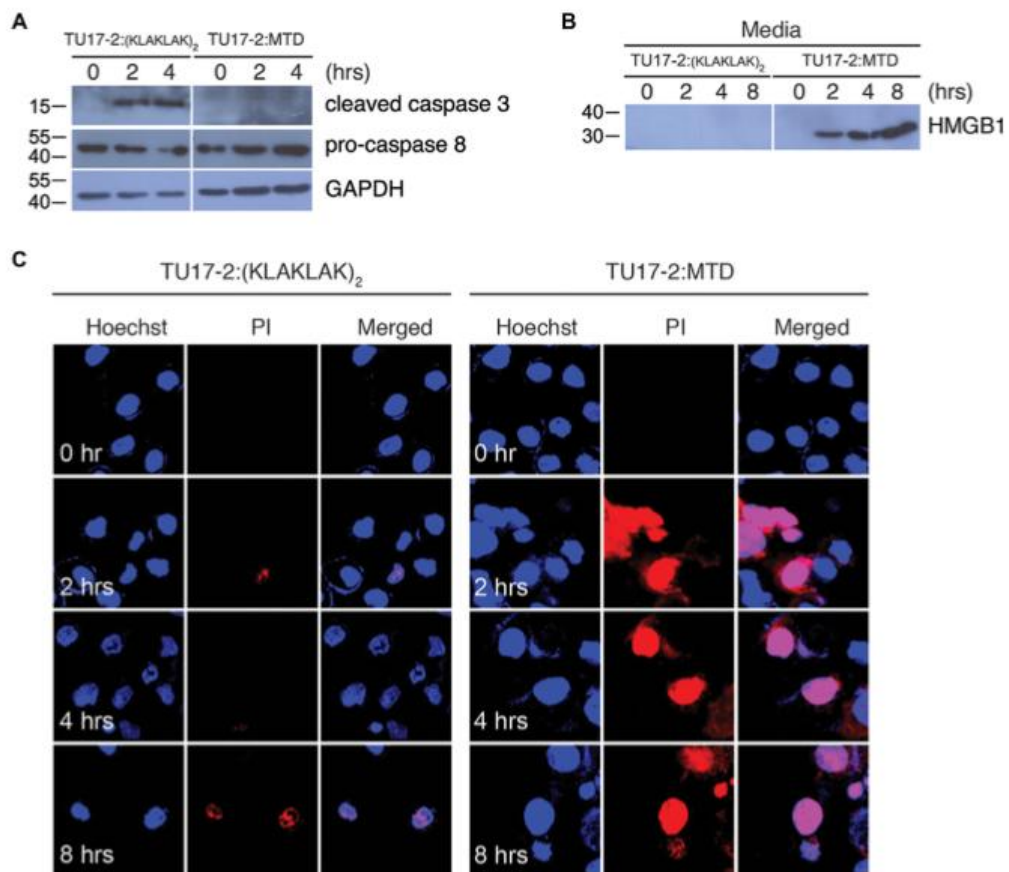 A
TU17-2:(KLAKLAK)₂ TU17-2:MTD
0 2 4 0 2 4 (hrs)
15 cleaved caspase 3
55
40 pro-caspase 8
55
40 GAPDH
B
Media
TU17-2:(KLAKLAK)₂ TU17-2:MTD
0 2 4 8 0 2 4 8 (hrs)
40
30 HMGB1
C
TU17-2:(KLAKLAK)₂ TU17-2:MTD
Hoechst PI Merged Hoechst PI Merged
0 hr 0 hr
2 hrs 2 hrs
4 hrs 4 hrs
8 hrs 8 hrs